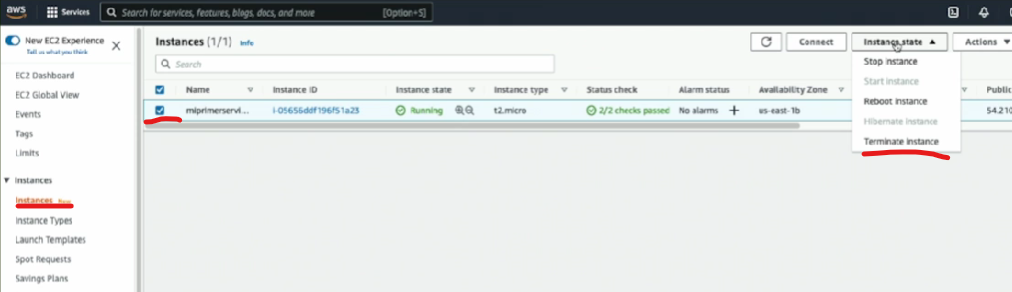 aws Services Search for services, features, blogs, docs, and more [Option+S]
New EC2 Experience
Tell us what you think
EC2 Dashboard
EC2 Global View
Events
Tags
Limits
Instances
Instances New
Instance Types
Launch Templates
Spot Requests
Savings Plans
Instances (1/1) Info
Connect Instance state Actions
Search
Name Instance ID Instance state Instance type Status check Alarm status Availability Zone Public
miprimerservi... i-05656ddf196f51a23 Running t2.micro 2/2 checks passed No alarms us-east-1b 54.210
Stop instance
Start instance
Reboot instance
Hibernate instance
Terminate instance